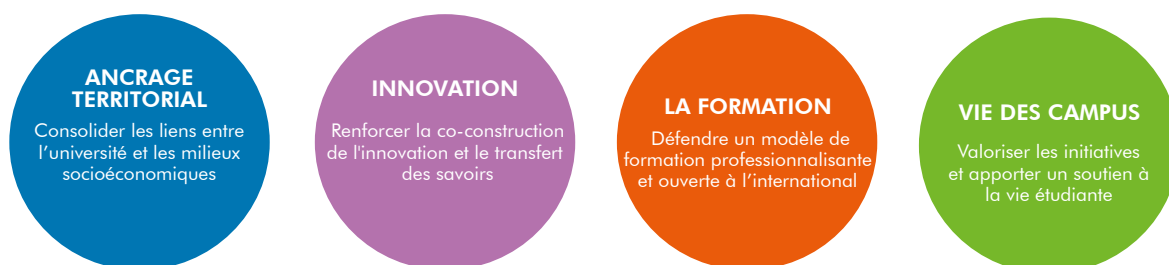 ANCRAGE
TERRITORIAL
Consolider les liens entre
l’université et les milieux
socioéconomiques
INNOVATION
Renforcer la co-construction
de l'innovation et le transfert
des savoirs
LA FORMATION
Défendre un modèle de
formation professionnalisante
et ouverte à l’international
VIE DES CAMPUS
Valoriser les initiatives
et apporter un soutien à
la vie étudiante